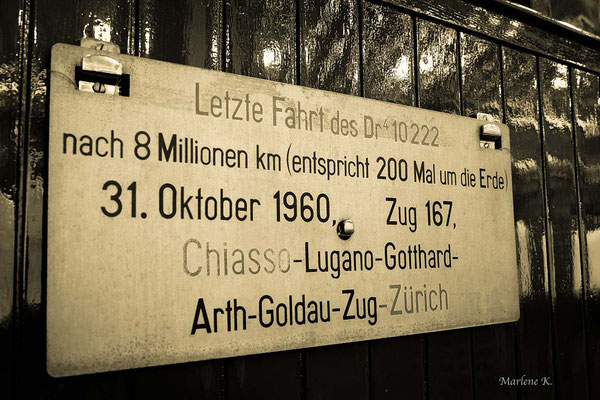 Letzte Fahrt des Dr⁴ 10222
nach 8 Millionen km (entspricht 200 Mal um die Erde)
31. Oktober 1960, Zug 167,
Chiasso-Lugano-Gotthard-
Arth-Goldau-Zug-Zürich
Marlene K.